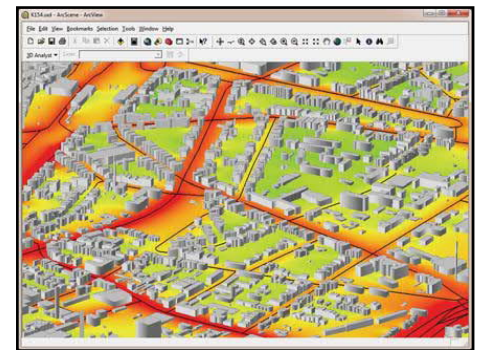 K154.sxd - ArcScene - ArcView
File Edit View Bookmarks Selection Tools Window Help
3D Analyst